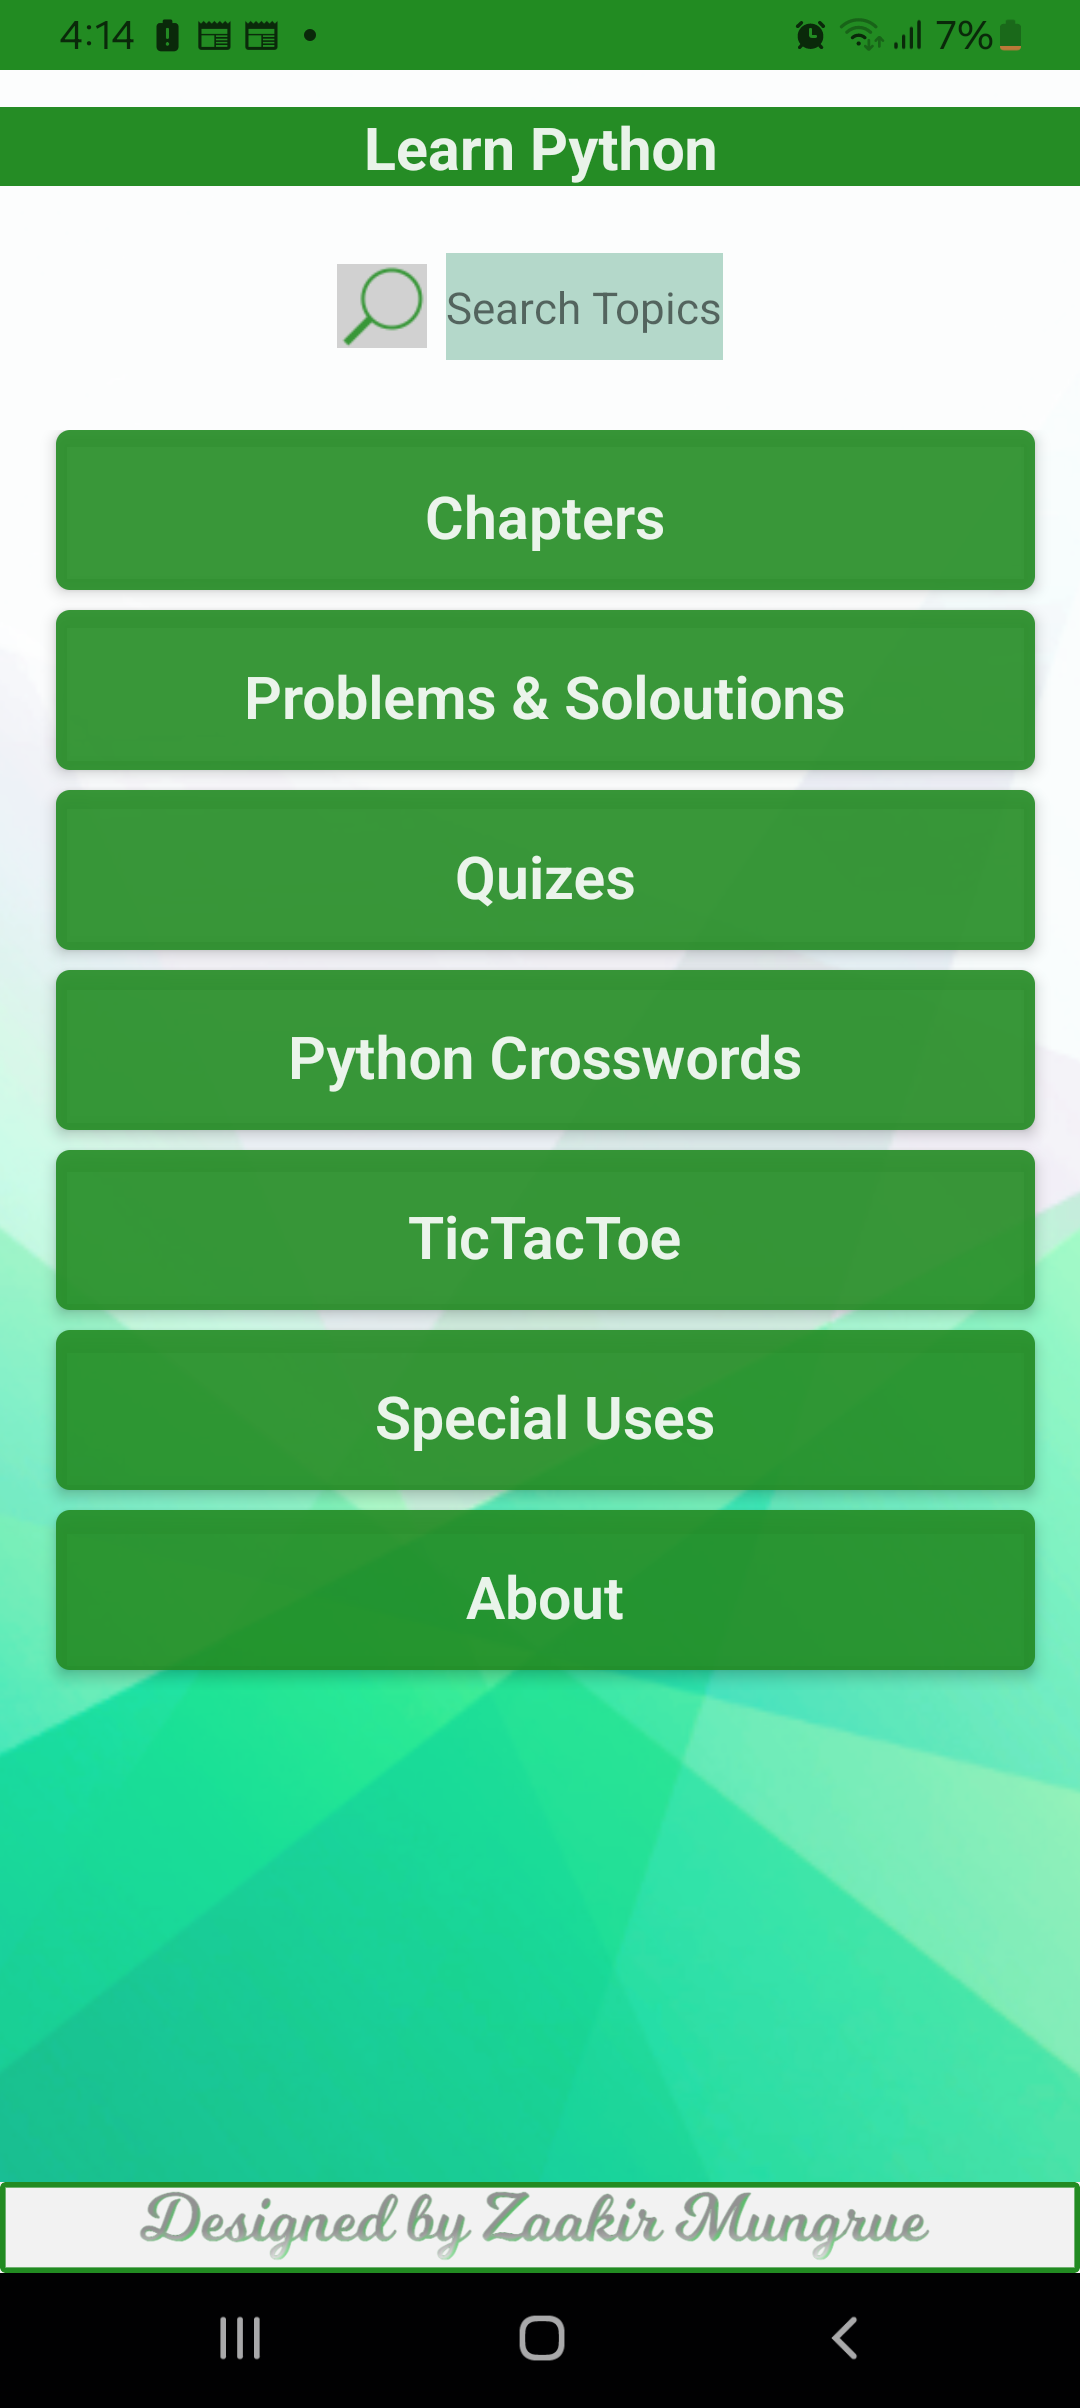 4:14 7%
Learn Python
Search Topics
Chapters
Problems & Soloutions
Quizes
Python Crosswords
TicTacToe
Special Uses
About
Designed by Zaakir Mungrue